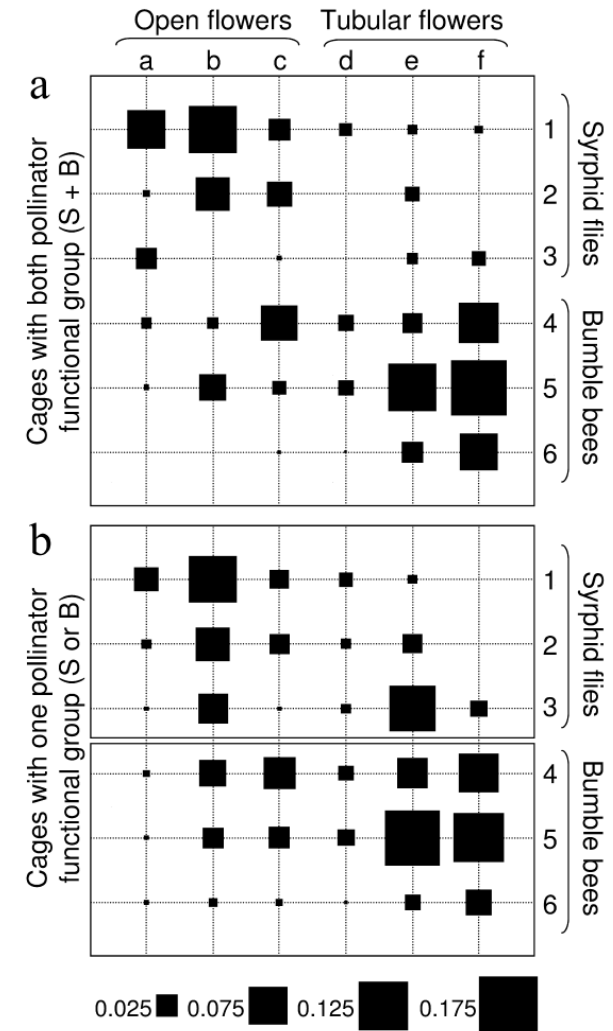 Open flowers Tubular flowers
a b c d e f
a
Cages with both pollinator
functional group (S + B)
1
2
3
Syrphid flies
4
5
6
Bumble bees
b
Cages with one pollinator
functional group (S or B)
1
2
3
Syrphid flies
4
5
6
Bumble bees
0.025 0.075 0.125 0.175